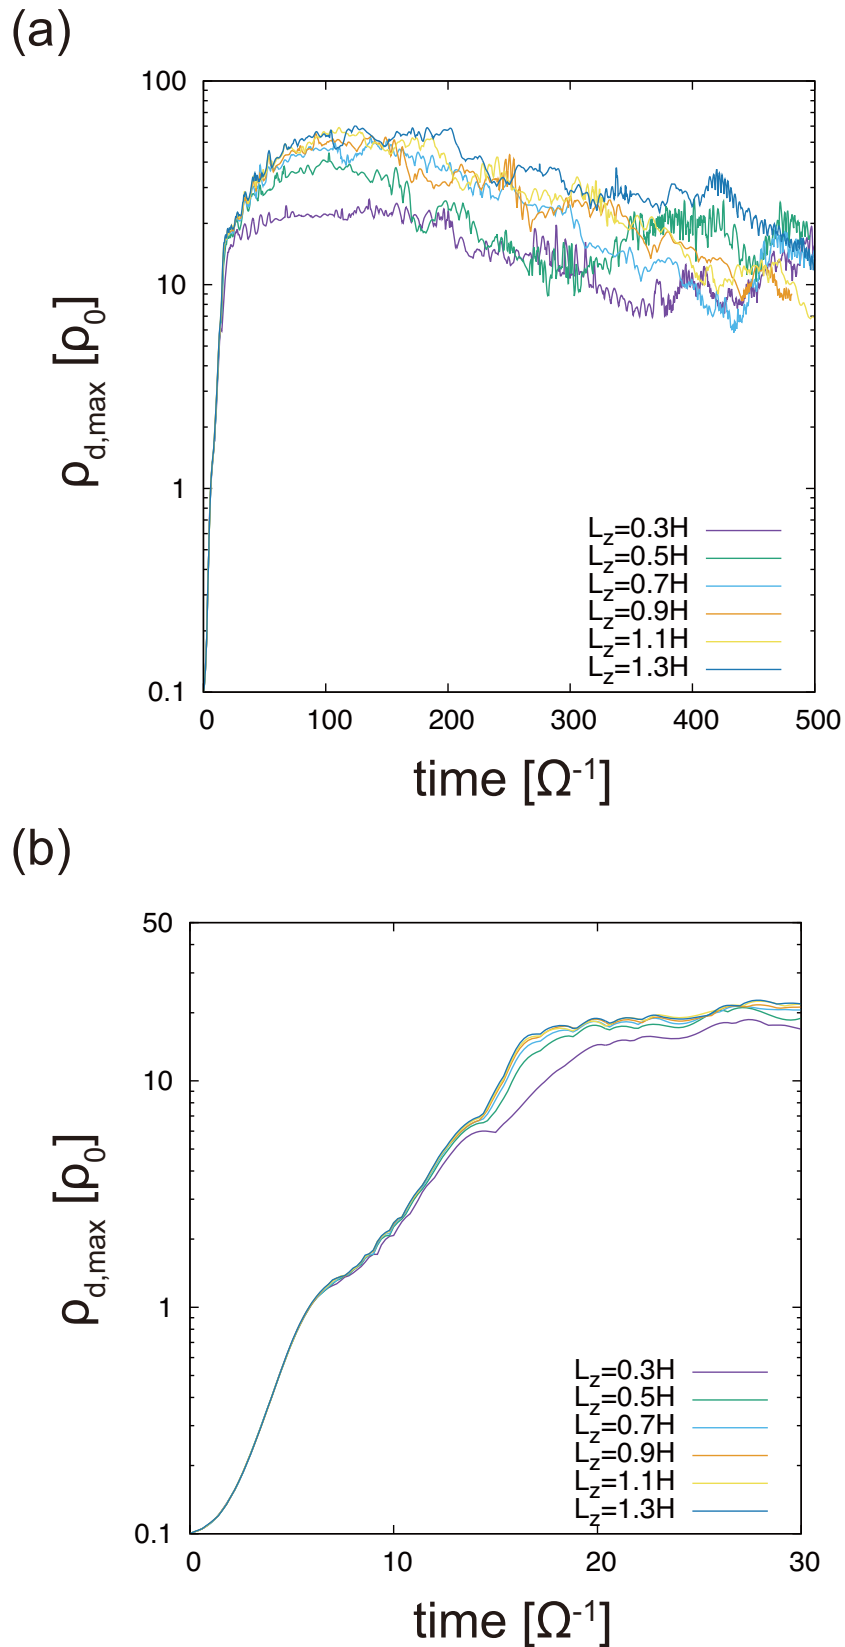 (a)
100
10
1
0.1
ρd,max [ρ0]
Lz=0.3H
Lz=0.5H
Lz=0.7H
Lz=0.9H
Lz=1.1H
Lz=1.3H
0 100 200 300 400 500
time [Ω-1]
(b)
50
10
1
0.1
ρd,max [ρ0]
Lz=0.3H
Lz=0.5H
Lz=0.7H
Lz=0.9H
Lz=1.1H
Lz=1.3H
0 10 20 30
time [Ω-1]